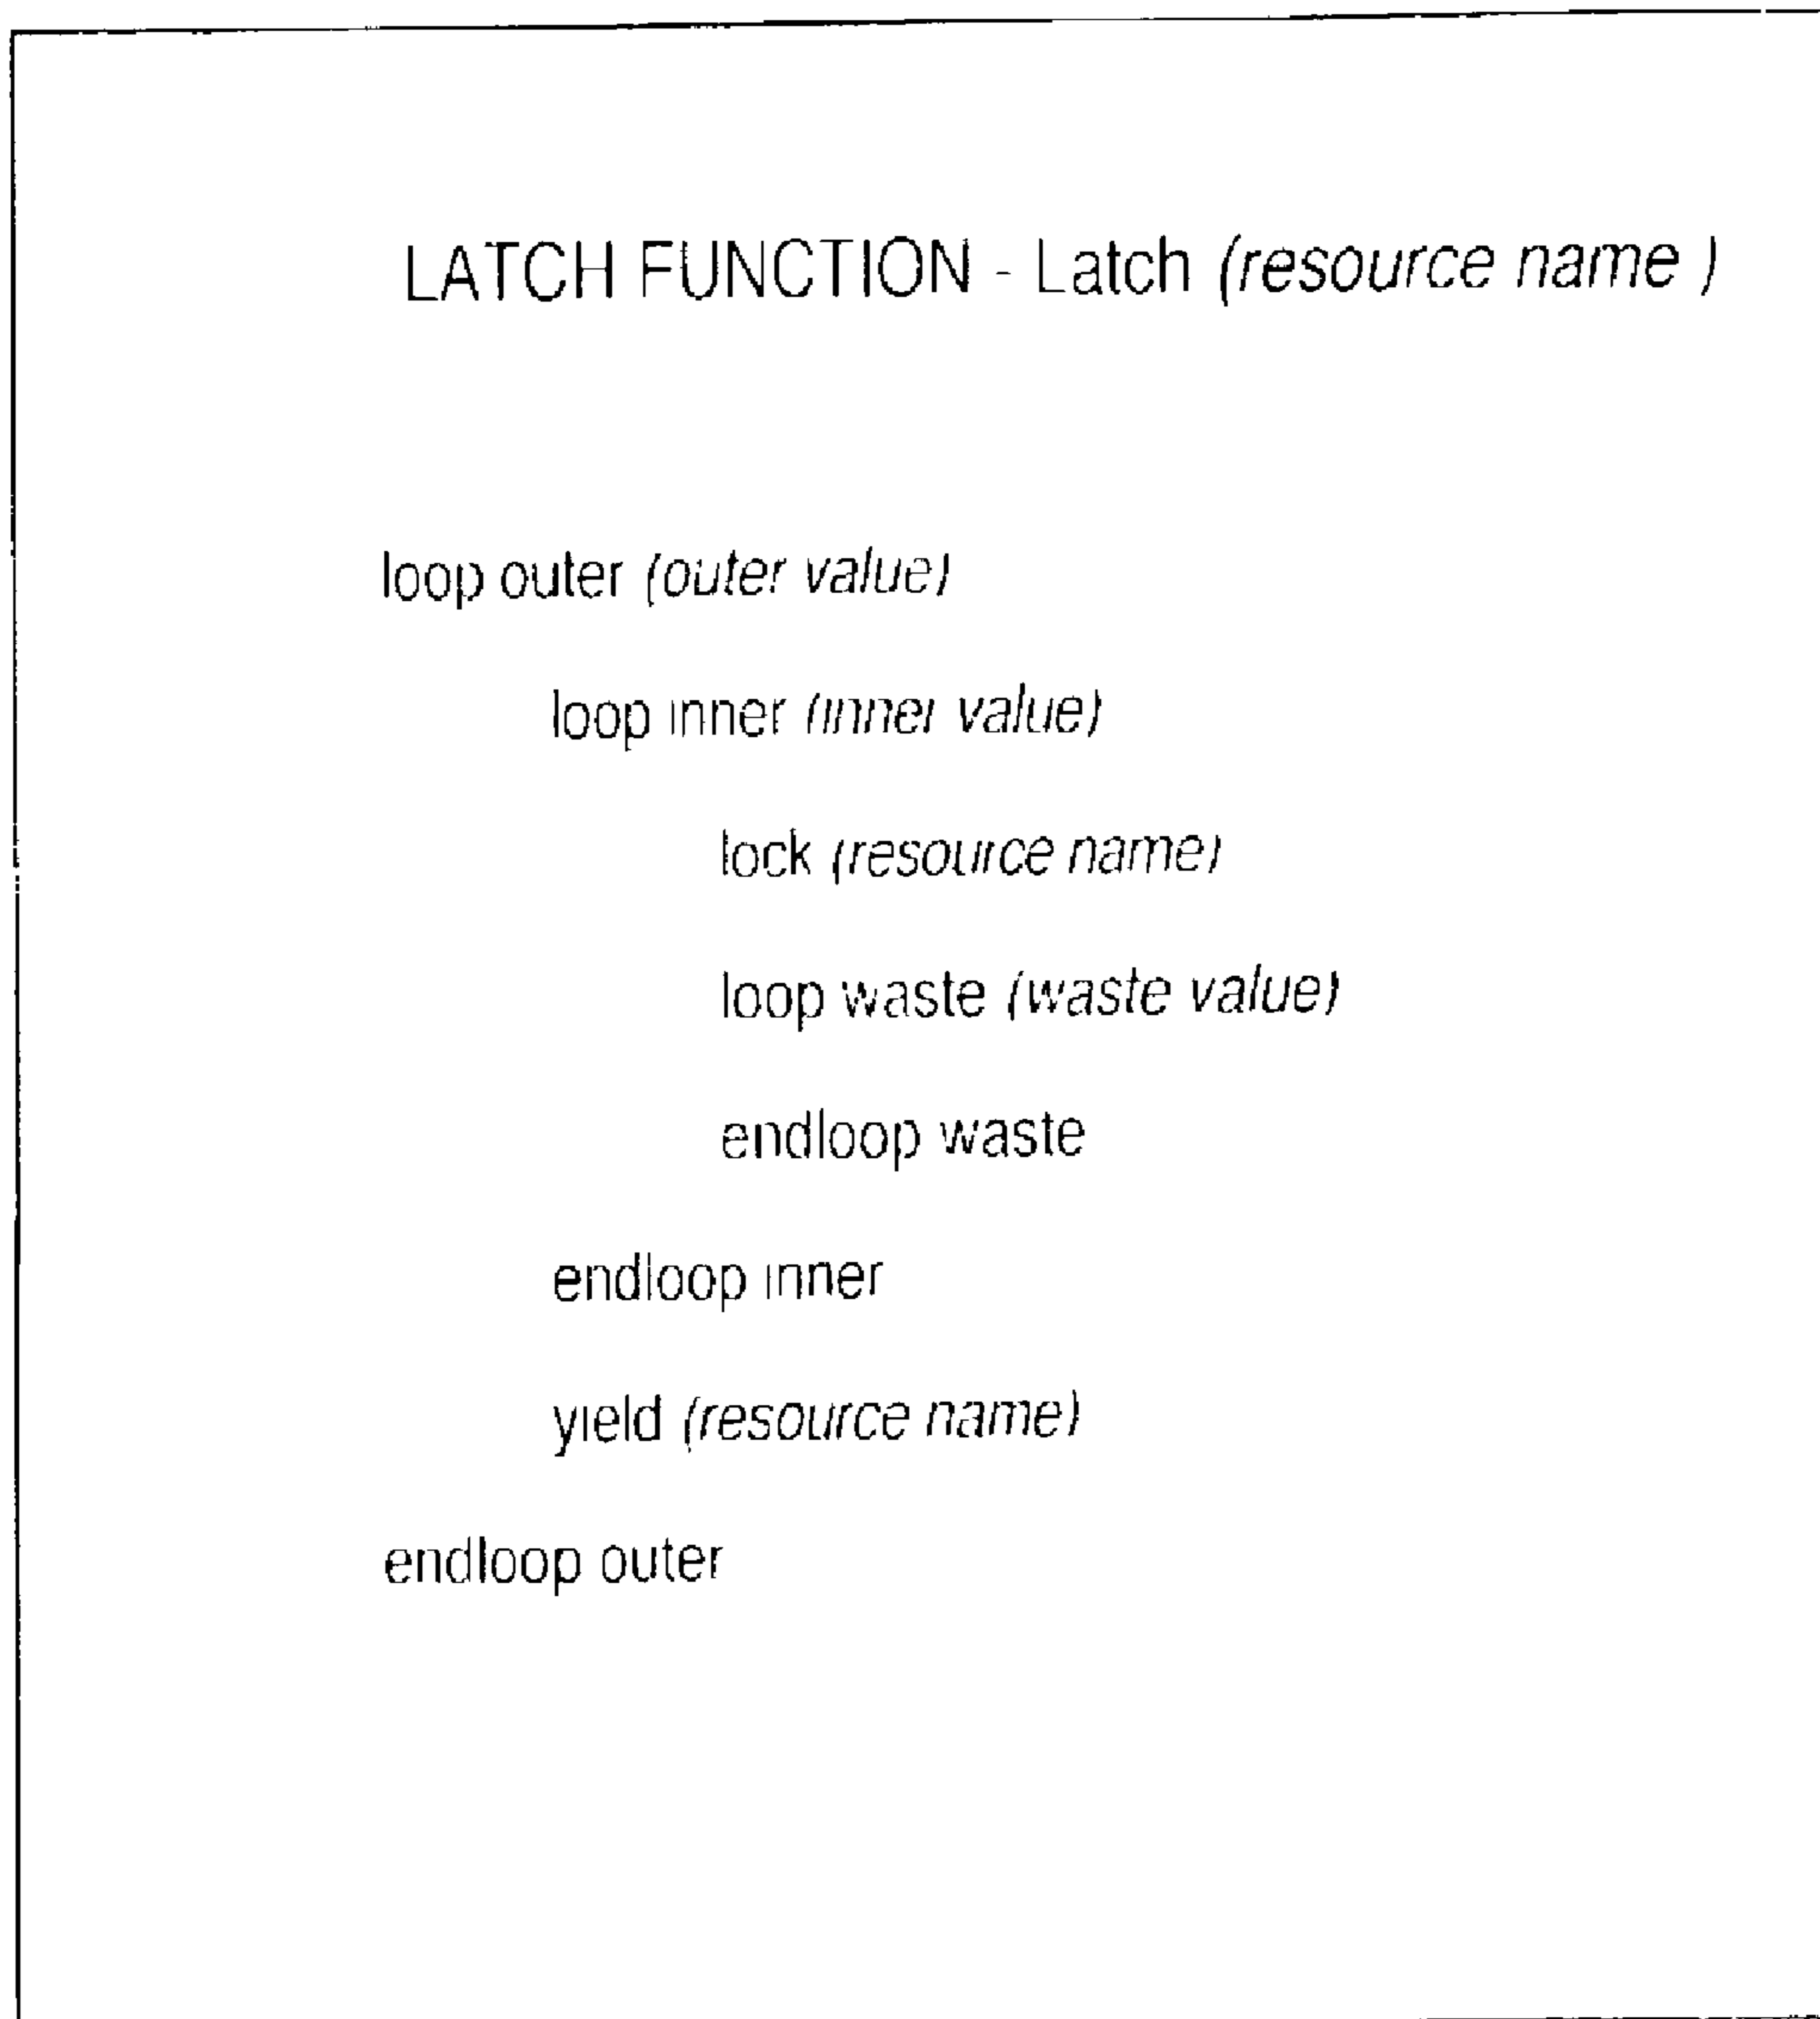 LATCH FUNCTION - Latch (resource name )
loop outer (outer value)
loop inner (inner value)
lock (resource name)
loop waste (waste value)
endloop waste
endloop inner
yield (resource name)
endloop outer